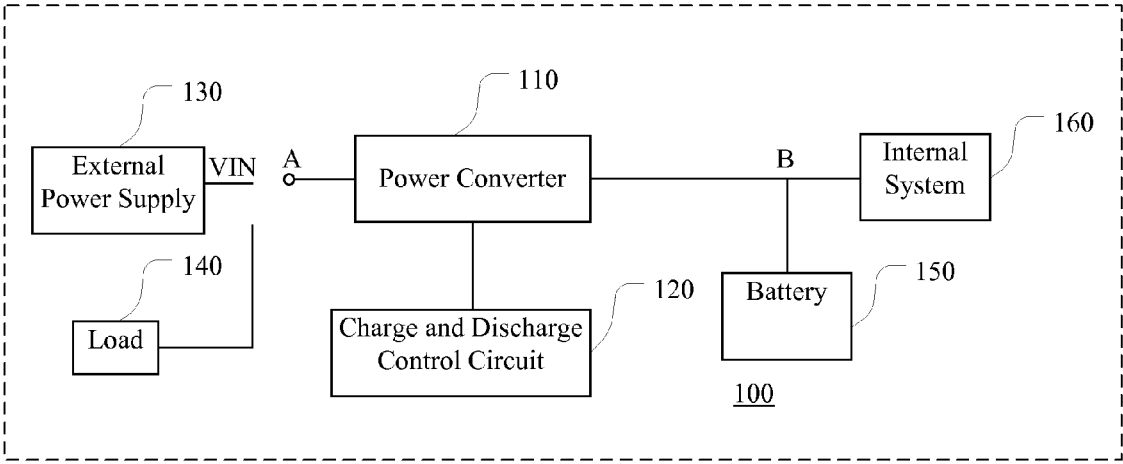 130
External
Power Supply
VIN
A
110
Power Converter
B
160
Internal
System
140
Load
120
Charge and Discharge
Control Circuit
150
Battery
100